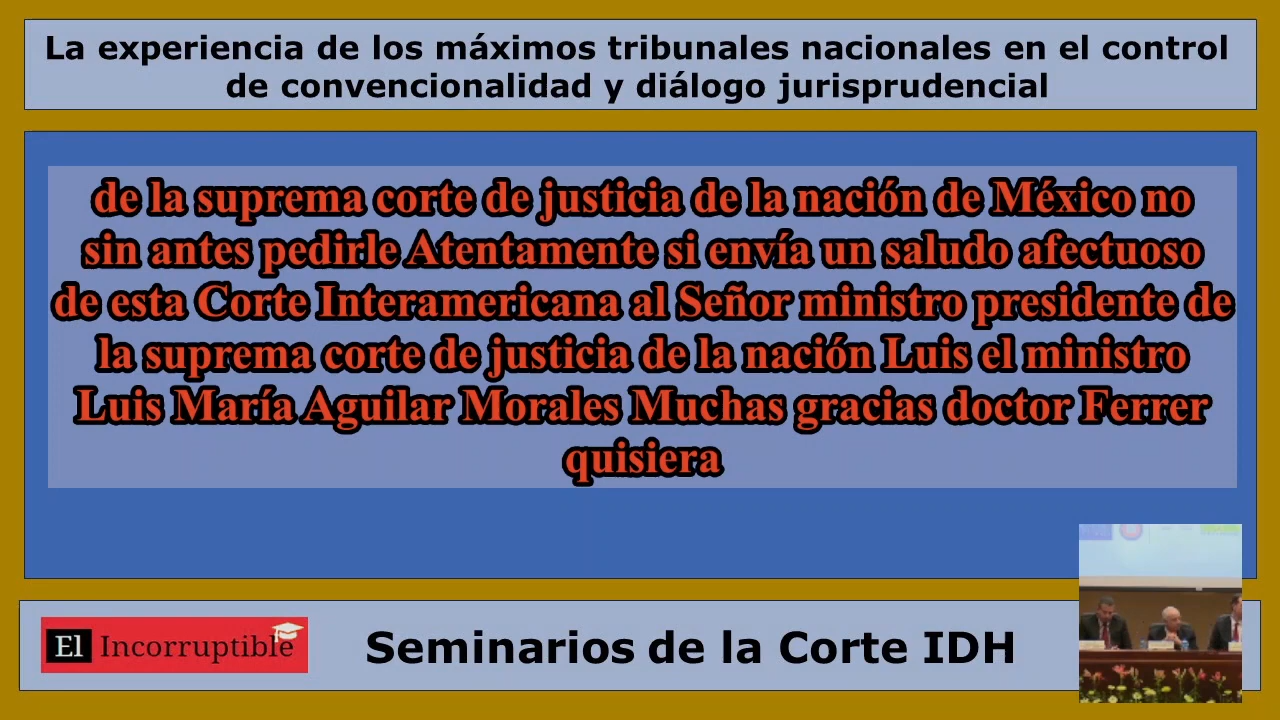 La experiencia de los máximos tribunales nacionales en el control
de convencionalidad y diálogo jurisprudencial
de la suprema corte de justicia de la nación de México no
sin antes pedirle Atentamente si envía un saludo afectuoso
de esta Corte Interamericana al Señor ministro presidente de
la suprema corte de justicia de la nación Luis el ministro
Luis María Aguilar Morales Muchas gracias doctor Ferrer
quisiera
El Incorruptible
Seminarios de la Corte IDH